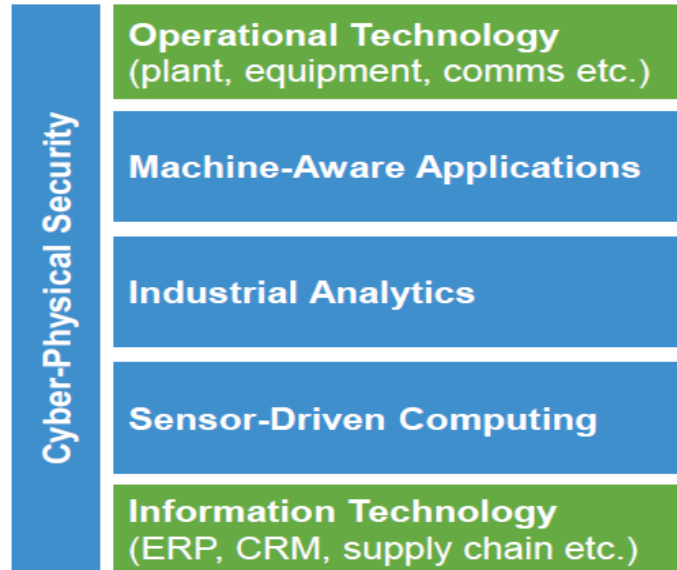 Cyber-Physical Security
Operational Technology
(plant, equipment, comms etc.)
Machine-Aware Applications
Industrial Analytics
Sensor-Driven Computing
Information Technology
(ERP, CRM, supply chain etc.)